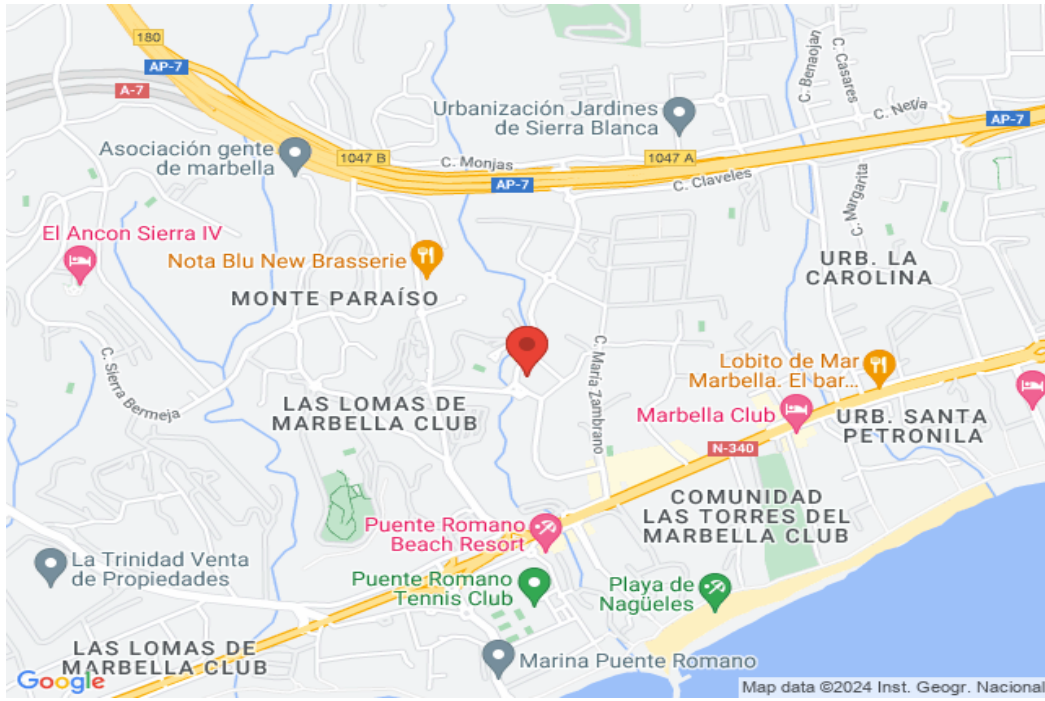 180
AP-7
A-7
C. Benaojan
C. Casares
Urbanización Jardines
de Sierra Blanca
C. Neria
AP-7
Asociación gente
de marbella
1047 B
C. Monjas
1047 A
AP-7
C. Claveles
C. Margarita
El Ancon Sierra IV
Nota Blu New Brasserie
URB. LA
CAROLINA
MONTE PARAÍSO
C. Sierra Bermeja
C. María Zambrano
Lobito de Mar
Marbella. El bar...
LAS LOMAS DE
MARBELLA CLUB
Marbella Club
URB. SANTA
PETRONILA
N-340
COMUNIDAD
LAS TORRES DEL
MARBELLA CLUB
Puente Romano
Beach Resort
La Trinidad Venta
de Propiedades
Puente Romano
Tennis Club
Playa de
Nagüeles
LAS LOMAS DE
MARBELLA CLUB
Marina Puente Romano
Google
Map data ©2024 Inst. Geogr. Nacional